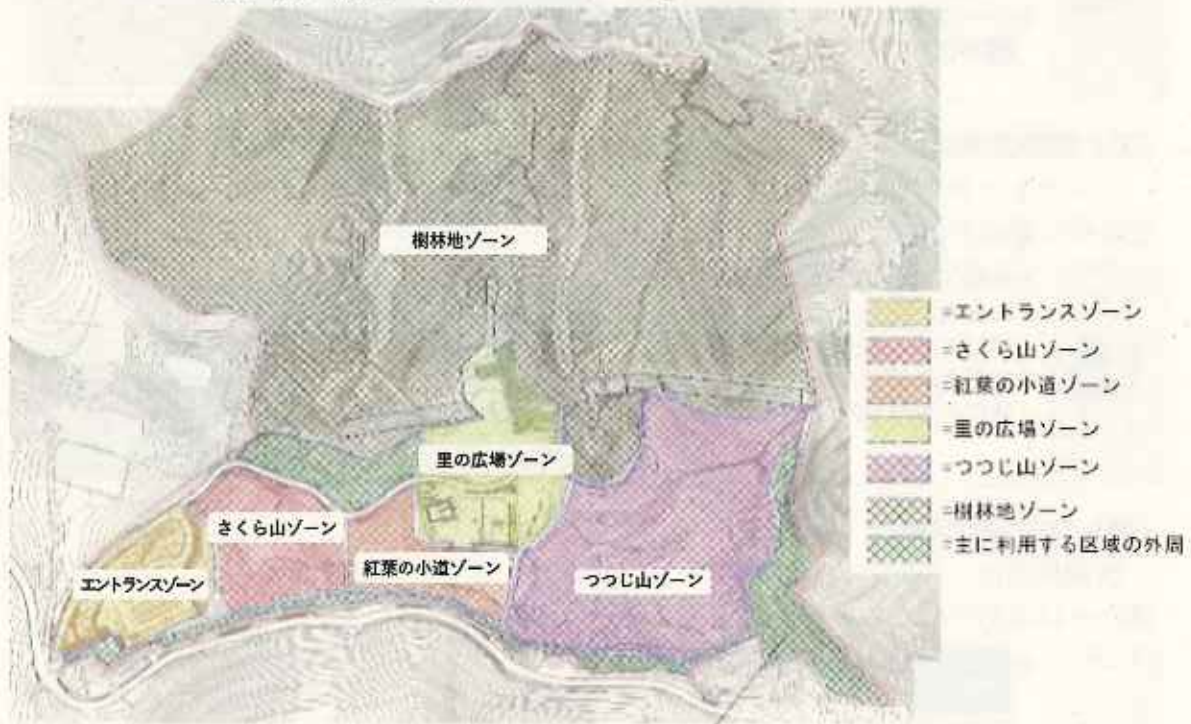 樹林地ゾーン
里の広場ゾーン
さくら山ゾーン
紅葉の小道ゾーン
つつじ山ゾーン
エントランスゾーン
=エントランスゾーン
=さくら山ゾーン
=紅葉の小道ゾーン
=里の広場ゾーン
=つつじ山ゾーン
=樹林地ゾーン
=主に利用する区域の外周